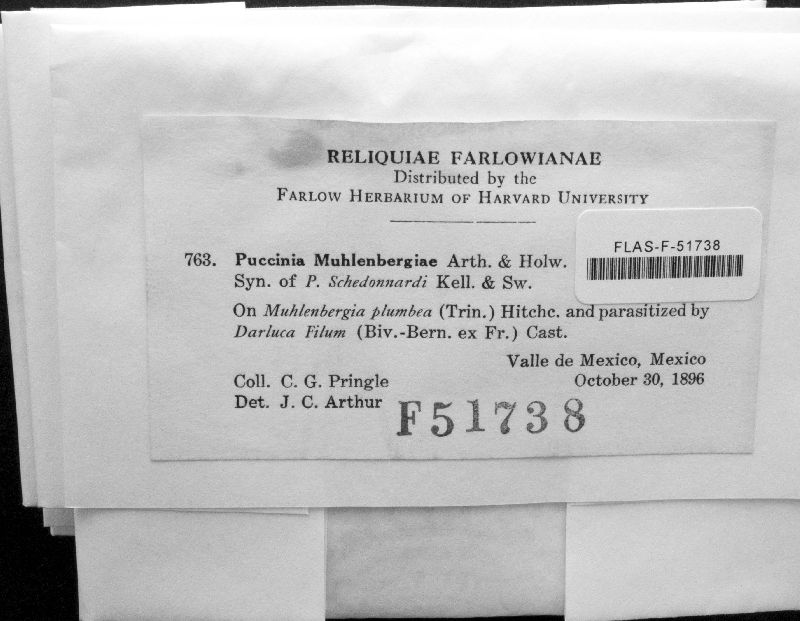 RELIQUIAE FARLOWIANAE
Distributed by the
FARLOW HERBARIUM OF HARVARD UNIVERSITY
FLAS-F-51738
763. Puccinia Muhlenbergiae Arth. & Holw.
Syn. of P. Schedonnardi Kell. & Sw.
On Muhlenbergia plumbea (Trin.) Hitchc. and parasitized by
Darluca Filum (Biv.-Bern. ex Fr.) Cast.
Valle de Mexico, Mexico
Coll. C. G. Pringle October 30, 1896
Det. J. C. Arthur
F51738